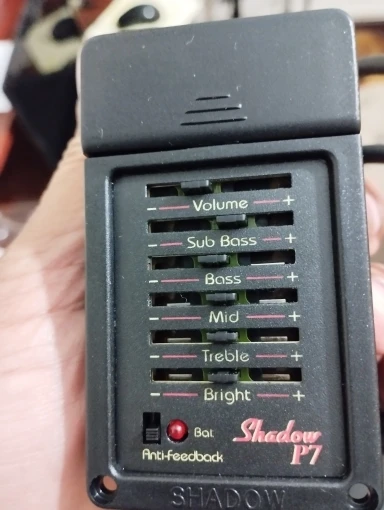 - Volume +
- Sub Bass +
- Bass +
- Mid +
- Treble +
- Bright +
Bat
Anti-feedback
Shadow
P7
SHADOW